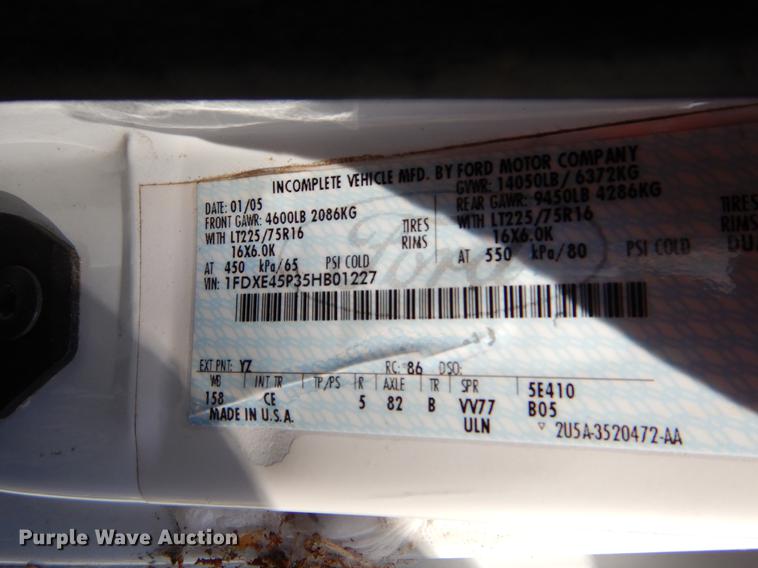 INCOMPLETE VEHICLE MFD. BY FORD MOTOR COMPANY
DATE: 01/05 GVWR: 14050LB/ 6372KG
FRONT GAWR: 4600LB 2086KG REAR GAWR: 9450LB 4286KG
WITH LT225/75R16 TIRES WITH LT225/75R16 TIRES
16X6.0K RIMS 16X6.0K RIMS
AT 450 kPa/65 PSI COLD AT 550 kPa/80 PSI COLD
VIN: 1FDXE45P35HB01227
Ford
EXT PNT: YZ RC: 86 DSO:
WB INT TR TP/PS R AXLE TR SPR 5E410
158 CE 5 82 B VV77 B05
MADE IN U.S.A. ULN 2U5A-3520472-AA
Purple Wave Auction®